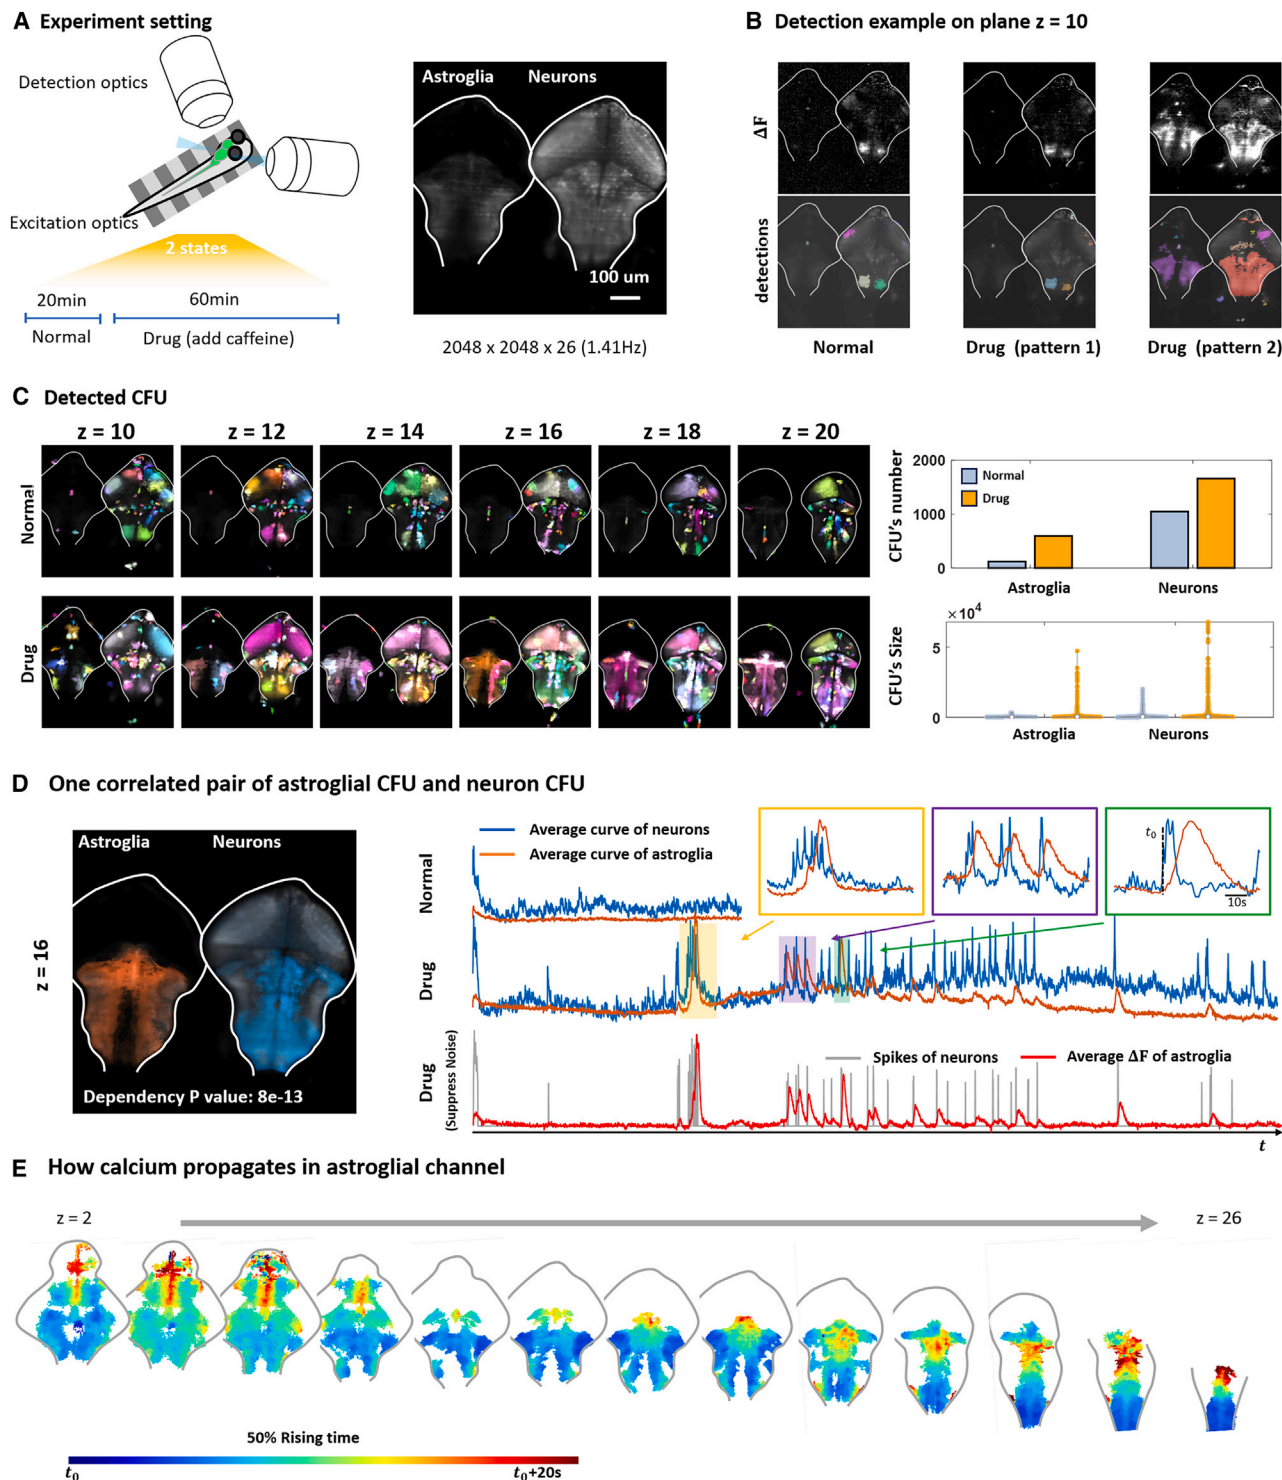 A Experiment setting
Detection optics
Excitation optics
2 states
20min
60min
Normal
Drug (add caffeine)
Astroglia
Neurons
100 um
2048 x 2048 x 26 (1.41Hz)
B Detection example on plane z = 10
ΔF
detections
Normal
Drug (pattern 1)
Drug (pattern 2)
C Detected CFU
z = 10
z = 12
z = 14
z = 16
z = 18
z = 20
Normal
Drug
CFU's number
2000
1000
0
Normal
Drug
Astroglia
Neurons
×10⁴
CFU's Size
5
0
Astroglia
Neurons
D One correlated pair of astroglial CFU and neuron CFU
z = 16
Astroglia
Neurons
Dependency P value: 8e-13
Average curve of neurons
Average curve of astroglia
t₀
10s
Normal
Drug
Drug
(Suppress Noise)
Spikes of neurons
Average ΔF of astroglia
t
E How calcium propagates in astroglial channel
z = 2
z = 26
50% Rising time
t₀
t₀+20s